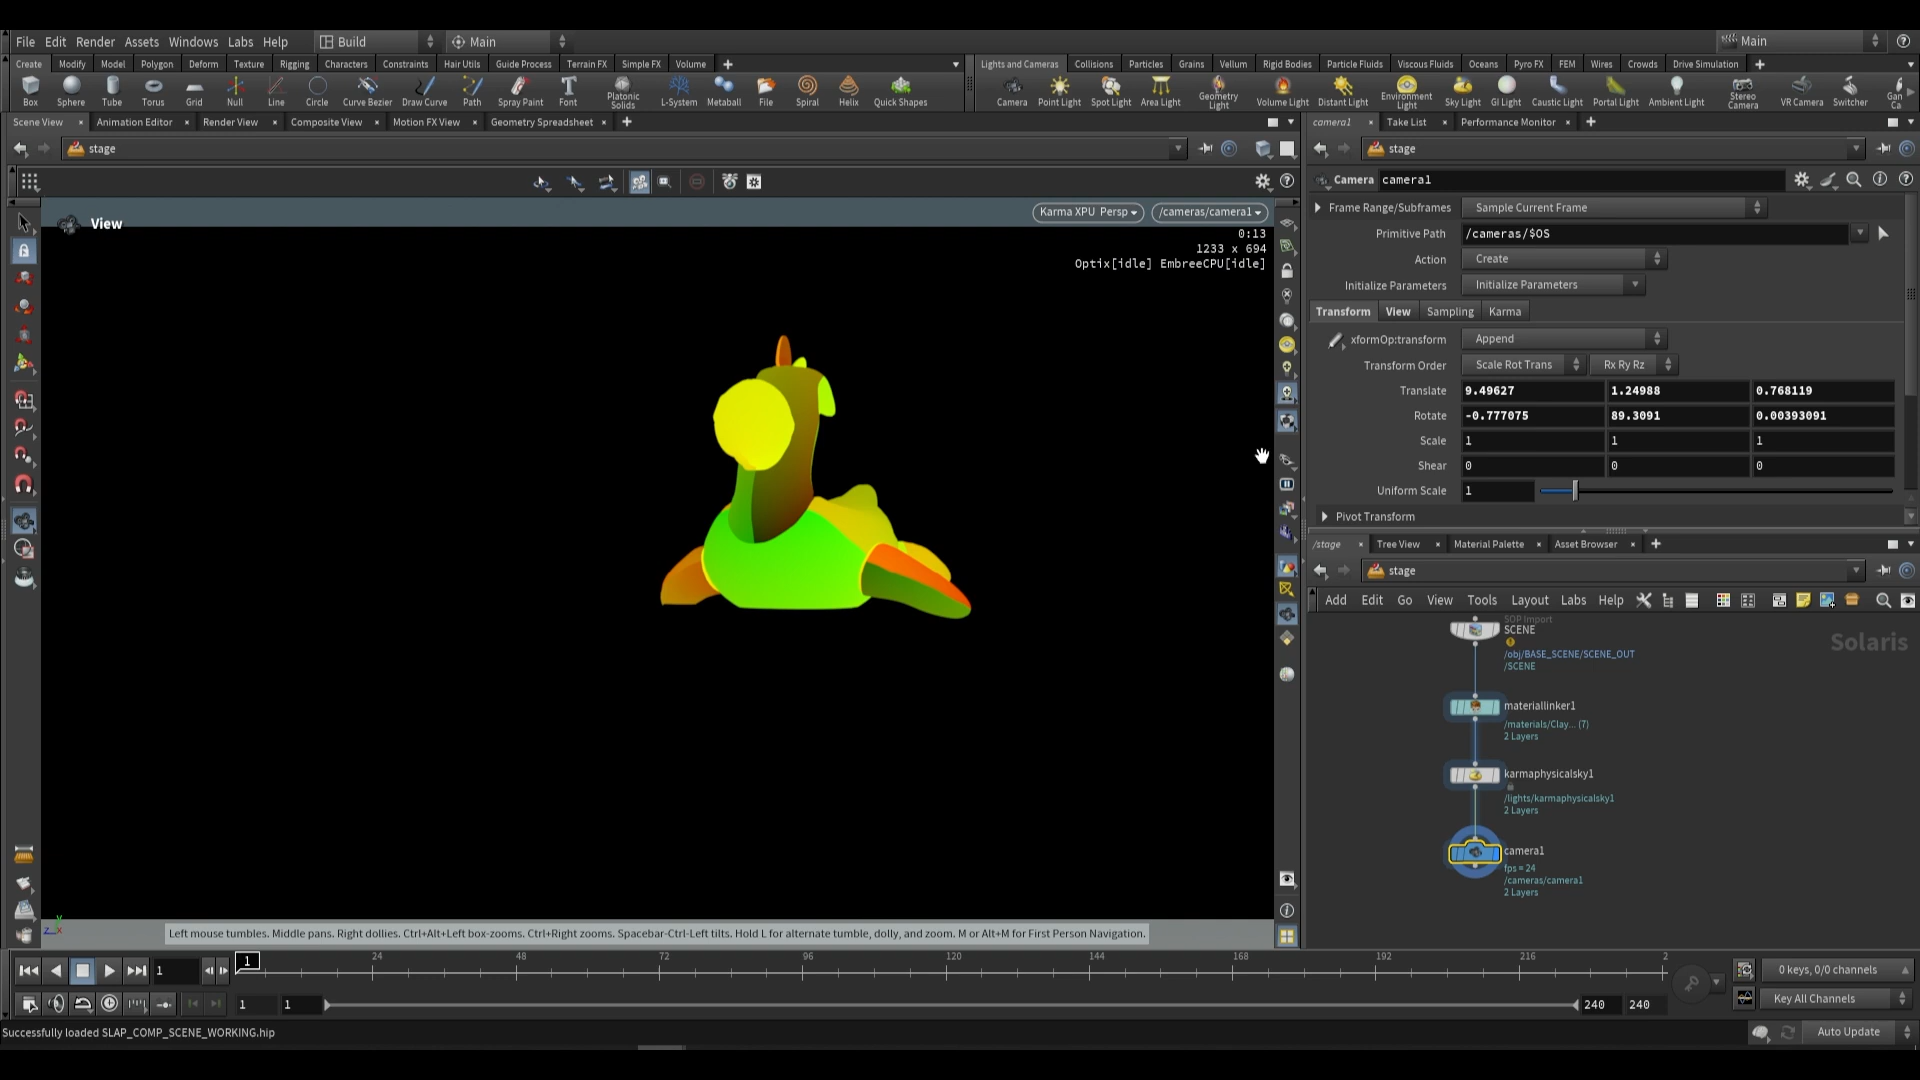 File Edit Render Assets Windows Labs Help Build Main Main
Create Modify Model Polygon Deform Texture Rigging Characters Constraints Hair Utils Guide Process Terrain FX Simple FX Volume
Lights and Cameras Collisions Particles Grains Vellum Rigid Bodies Particle Fluids Viscous Fluids Oceans Pyro FX FEM Wires Crowds Drive Simulation
Box Sphere Tube Torus Grid Null Line Circle Curve Bezier Draw Curve Path Spray Paint Font Platonic Solids L-System Metaball File Spiral Helix Quick Shapes
Camera Point Light Spot Light Area Light Geometry Light Volume Light Distant Light Environment Light Sky Light GI Light Caustic Light Portal Light Ambient Light Stereo Camera VR Camera Switcher Gan Ca
Scene View Animation Editor Render View Composite View Motion FX View Geometry Spreadsheet
camera1 Take List Performance Monitor
stage
stage
Camera camera1
View
Karma XPU Persp /cameras/camera1
0:13
1233 x 694
Optix[idle] EmbreeCPU[idle]
Frame Range/Subframes Sample Current Frame
Primitive Path /cameras/$OS
Action Create
Initialize Parameters Initialize Parameters
Transform View Sampling Karma
xformOp:transform Append
Transform Order Scale Rot Trans Rx Ry Rz
Translate 9.49627 1.24988 0.768119
Rotate -0.777075 89.3091 0.00393091
Scale 1 1 1
Shear 0 0 0
Uniform Scale 1
Pivot Transform
/stage Tree View Material Palette Asset Browser
stage
Add Edit Go View Tools Layout Labs Help
Solaris
SOP Import
SCENE
/obj/BASE_SCENE/SCENE_OUT
/SCENE
materiallinker1
/materials/Clay... (7)
2 Layers
karmaphysicalsky1
/lights/karmaphysicalsky1
2 Layers
camera1
fps = 24
/cameras/camera1
2 Layers
y
z x
Left mouse tumbles. Middle pans. Right dollies. Ctrl+Alt+Left box-zooms. Ctrl+Right zooms. Spacebar-Ctrl-Left tilts. Hold L for alternate tumble, dolly, and zoom. M or Alt+M for First Person Navigation.
1 1 24 48 72 96 120 144 168 192 216 2
0 keys, 0/0 channels
1 1 240 240
Key All Channels
Successfully loaded SLAP_COMP_SCENE_WORKING.hip
Auto Update